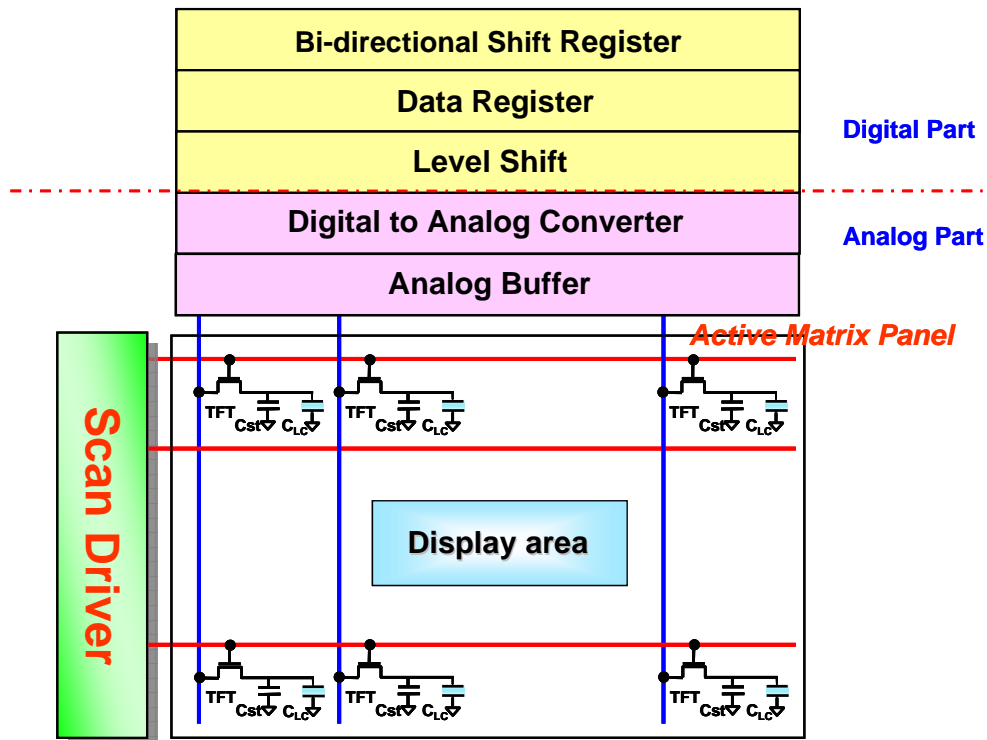 Bi-directional Shift Register
Data Register
Level Shift
Digital Part
Digital to Analog Converter
Analog Part
Analog Buffer
Active Matrix Panel
Scan Driver
TFT Cst CLC
TFT Cst CLC
TFT Cst CLC
Display area
TFT Cst CLC
TFT Cst CLC
TFT Cst CLC